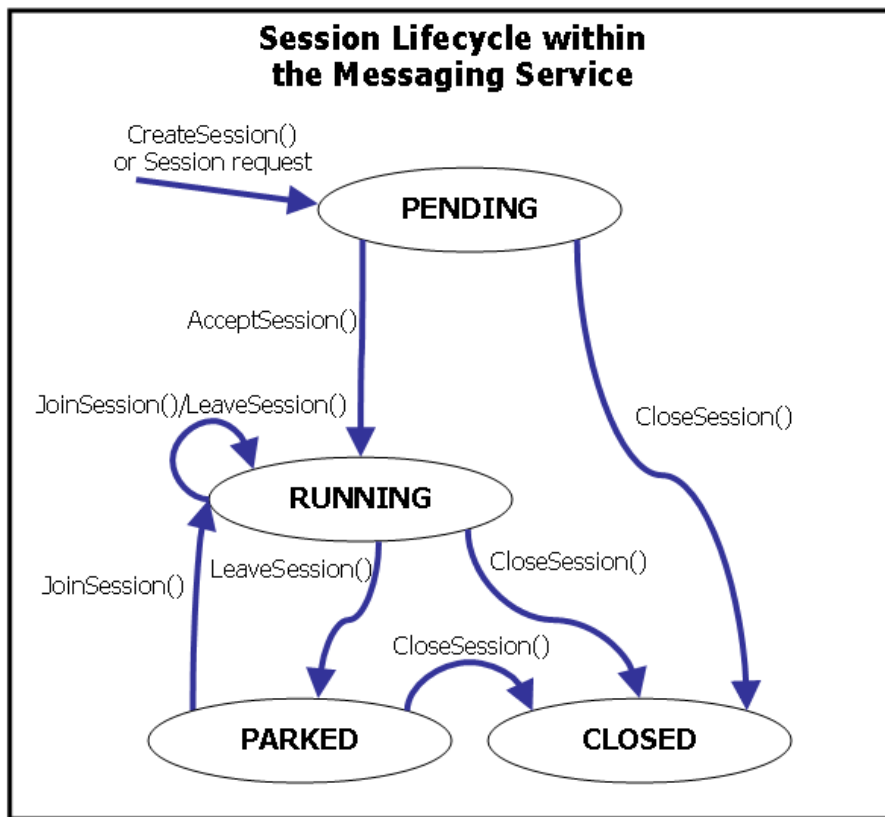 Session Lifecycle within
the Messaging Service
CreateSession()
or Session request
PENDING
AcceptSession()
JoinSession()/LeaveSession()
CloseSession()
RUNNING
JoinSession()
LeaveSession()
CloseSession()
CloseSession()
PARKED
CLOSED